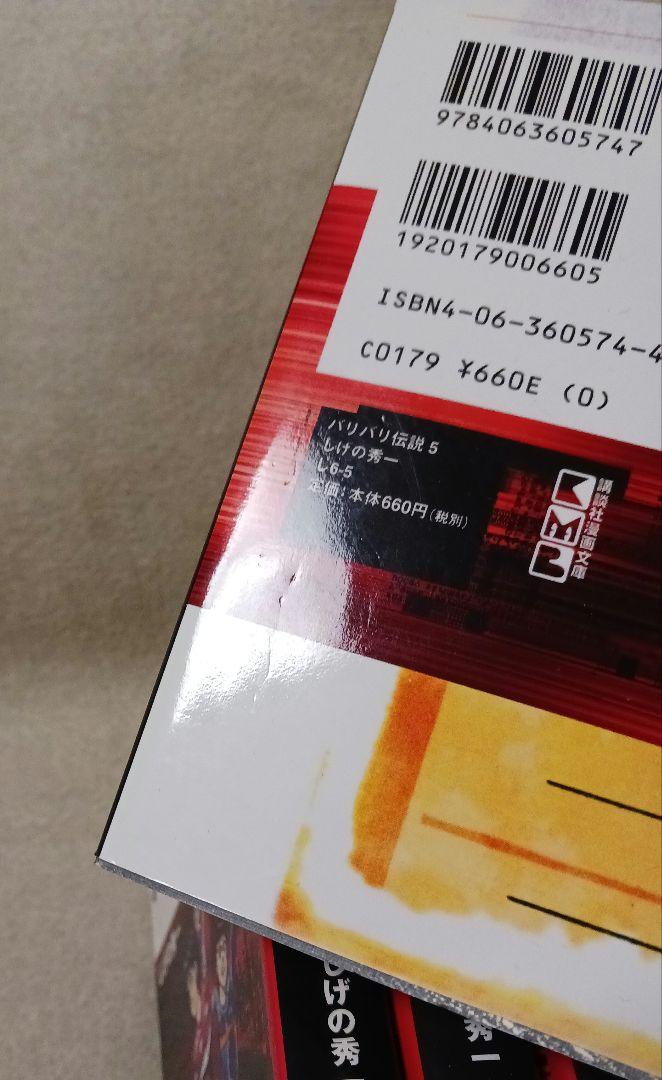 9784063605747
1920179006605
ISBN4-06-360574-4
C0179 ¥660E (0)
バリバリ伝説 5
しげの秀一
し6-5
定価:本体660円(税別)
KMB
講談社漫画文庫
しげの秀一
秀一